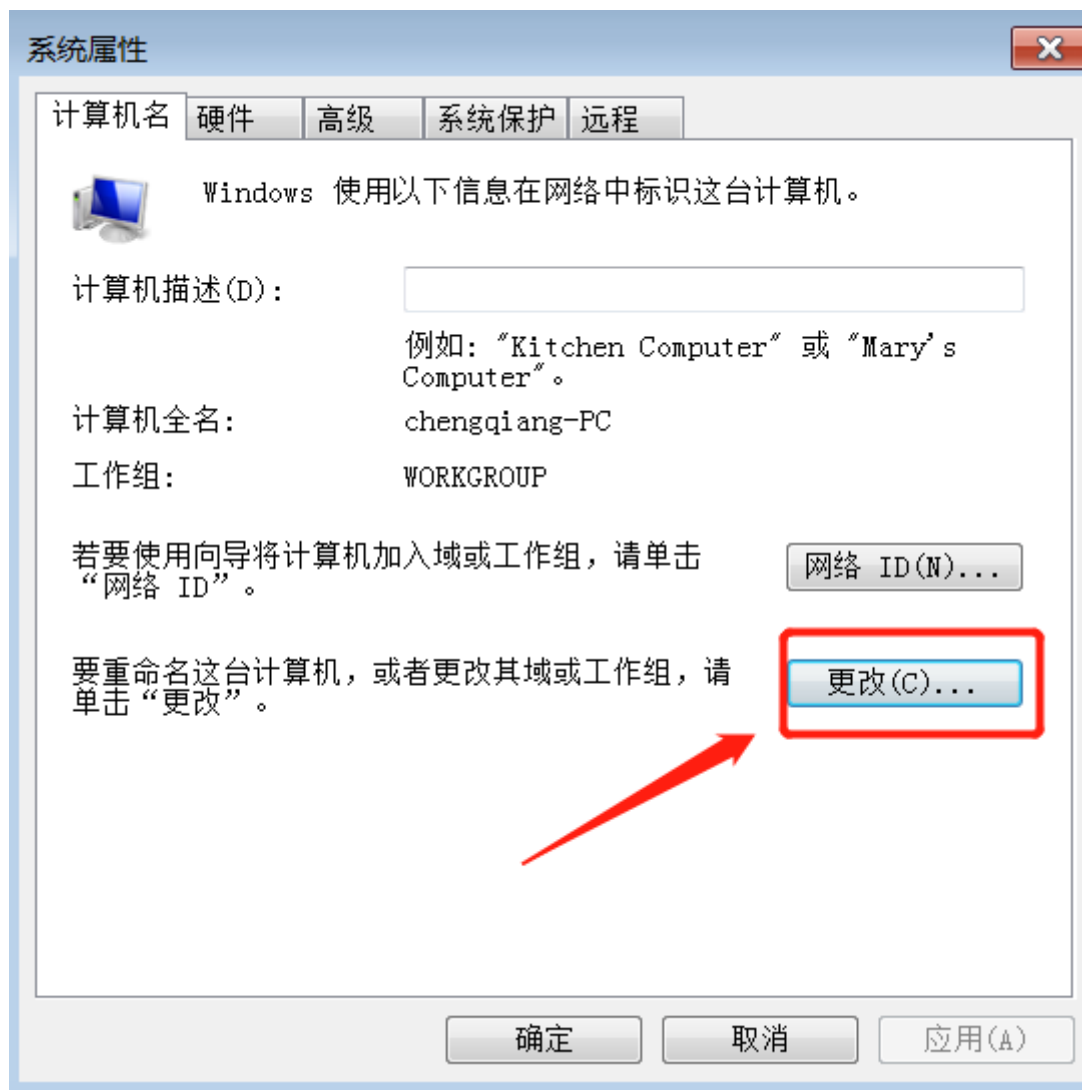 系统属性
计算机名 硬件 高级 系统保护 远程
Windows 使用以下信息在网络中标识这台计算机。
计算机描述(D):
例如: "Kitchen Computer" 或 "Mary's
Computer"。
计算机全名: chengqiang-PC
工作组: WORKGROUP
若要使用向导将计算机加入域或工作组，请单击
“网络 ID”。
网络 ID(N)...
要重命名这台计算机，或者更改其域或工作组，请
单击“更改”。
更改(C)...
确定 取消 应用(A)